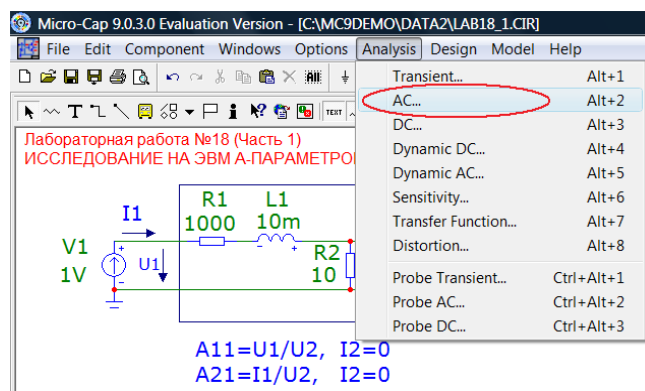 Micro-Cap 9.0.3.0 Evaluation Version - [C:\MC9DEMO\DATA2\LAB18_1.CIR]
File Edit Component Windows Options Analysis Design Model Help
Transient... Alt+1
AC... Alt+2
DC... Alt+3
Dynamic DC... Alt+4
Dynamic AC... Alt+5
Sensitivity... Alt+6
Transfer Function... Alt+7
Distortion... Alt+8
Probe Transient... Ctrl+Alt+1
Probe AC... Ctrl+Alt+2
Probe DC... Ctrl+Alt+3
T TEXT
Лабораторная работа №18 (Часть 1)
ИССЛЕДОВАНИЕ НА ЭВМ А-ПАРАМЕТРО
R1 L1
I1 1000 10m
V1 U1 R2
1V 10
A11=U1/U2, I2=0
A21=I1/U2, I2=0